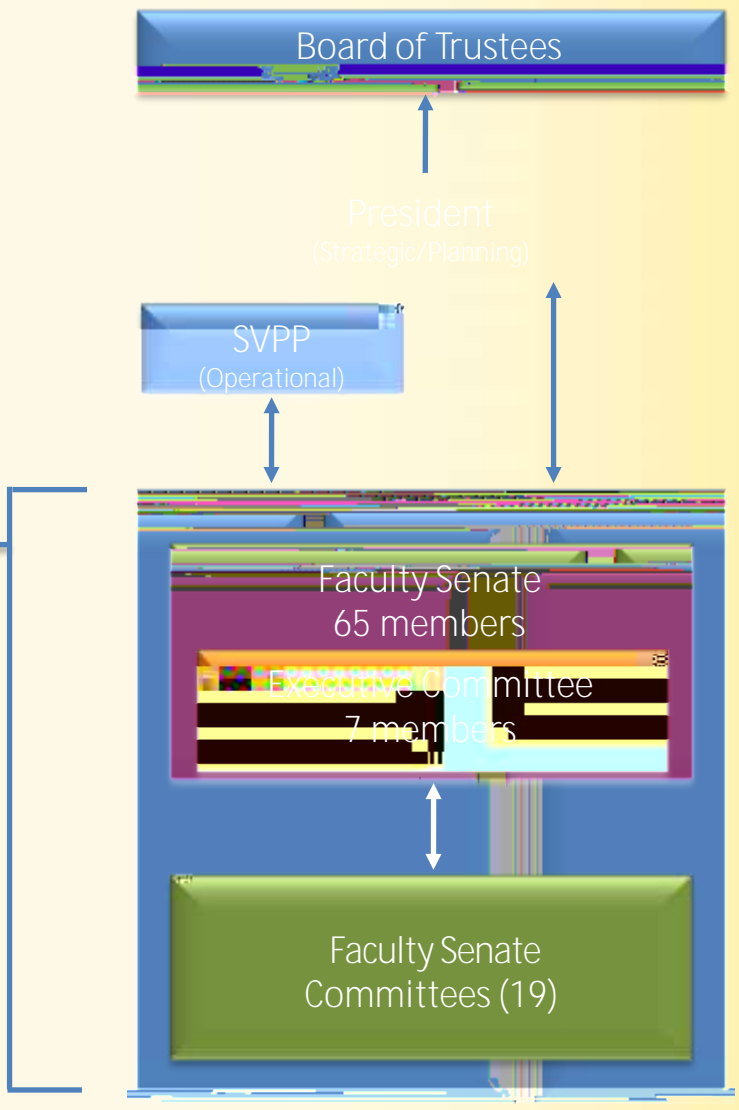 Board of Trustees
President
(Strategic/Planning)
SVPP
(Operational)
Faculty Senate
65 members
Executive Committee
7 members
Faculty Senate
Committees (19)